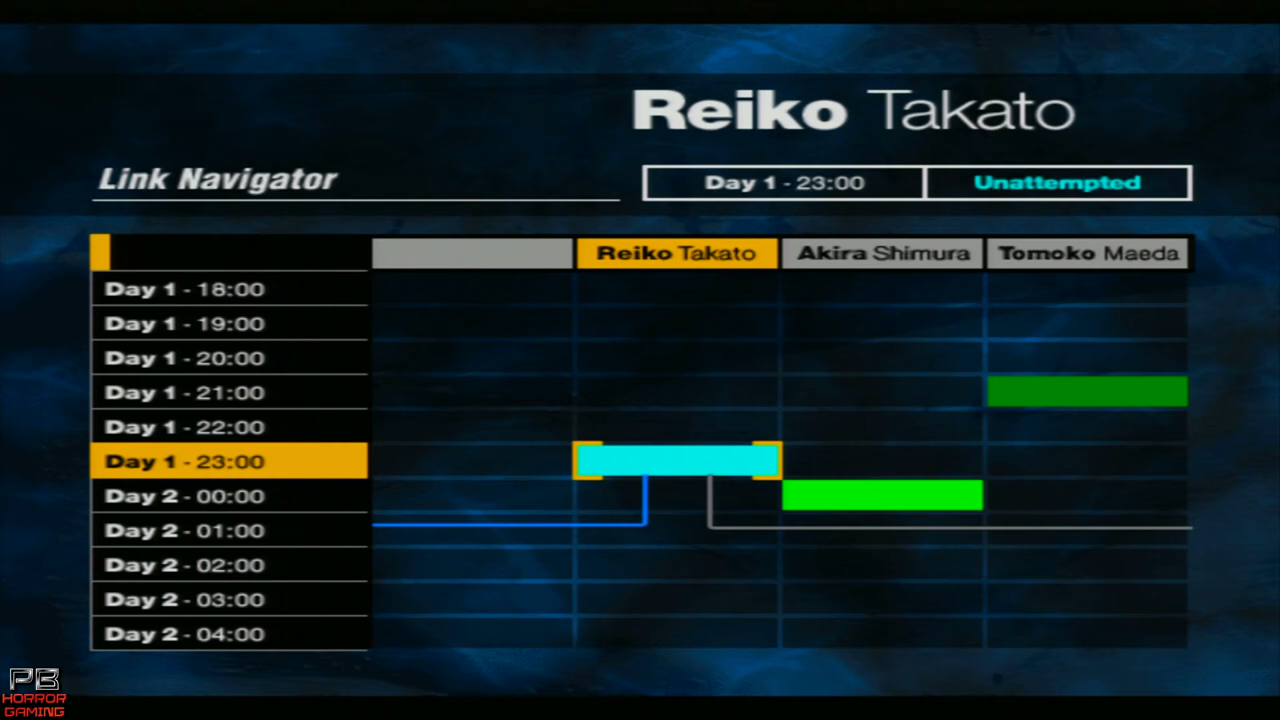 Reiko Takato
Link Navigator
Day 1 - 23:00 Unattempted
Reiko Takato Akira Shimura Tomoko Maeda
Day 1 - 18:00
Day 1 - 19:00
Day 1 - 20:00
Day 1 - 21:00
Day 1 - 22:00
Day 1 - 23:00
Day 2 - 00:00
Day 2 - 01:00
Day 2 - 02:00
Day 2 - 03:00
Day 2 - 04:00
PB
HORROR
GAMING